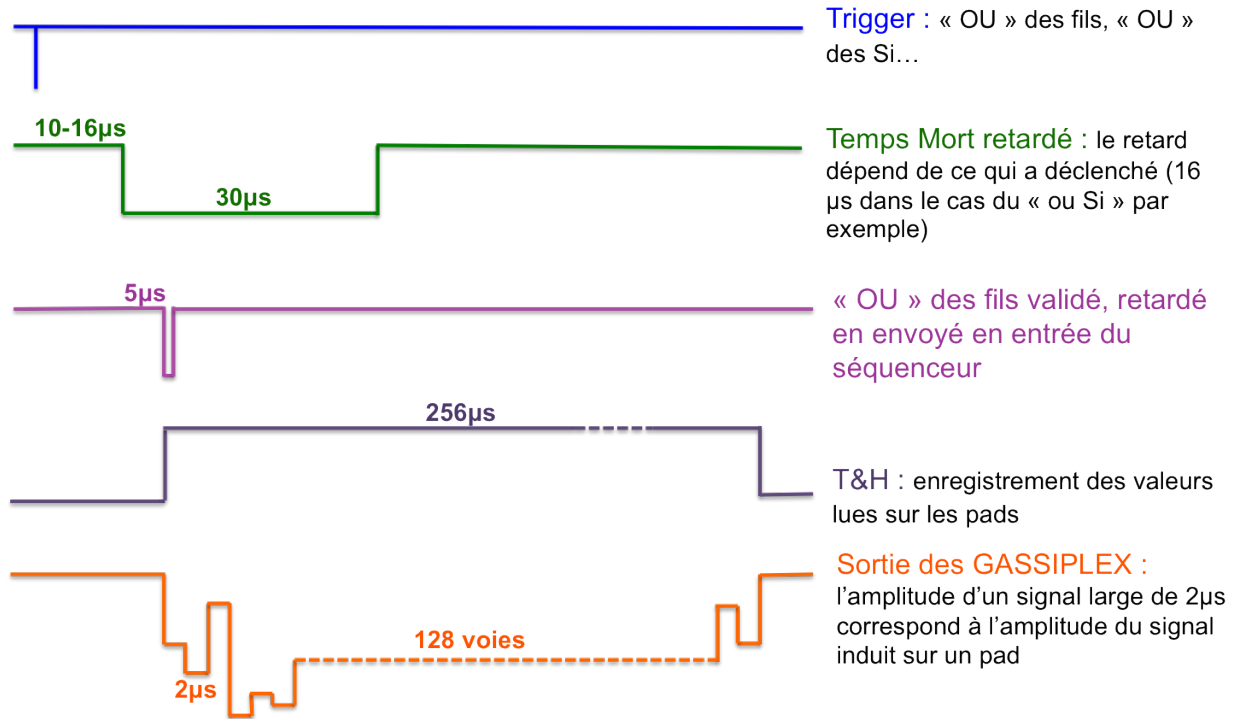 Trigger : « OU » des fils, « OU »
des Si…
10-16µs
30µs
Temps Mort retardé : le retard
dépend de ce qui a déclenché (16
µs dans le cas du « ou Si » par
exemple)
5µs
« OU » des fils validé, retardé
en envoyé en entrée du
séquenceur
256µs
T&H : enregistrement des valeurs
lues sur les pads
Sortie des GASSIPLEX :
l’amplitude d’un signal large de 2µs
correspond à l’amplitude du signal
induit sur un pad
128 voies
2µs